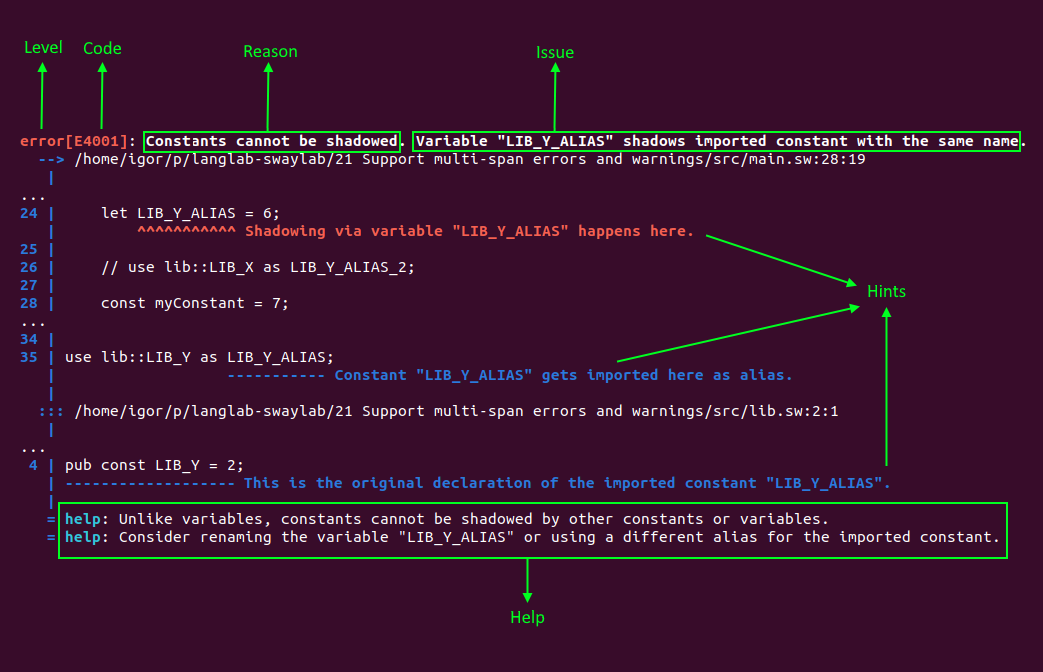 Level Code Reason Issue
error[E4001]: Constants cannot be shadowed. Variable "LIB_Y_ALIAS" shadows imported constant with the same name.
--> /home/igor/p/langlab-swaylab/21 Support multi-span errors and warnings/src/main.sw:28:19
|
...
24 | let LIB_Y_ALIAS = 6;
| ^^^^^^^^^^^ Shadowing via variable "LIB_Y_ALIAS" happens here.
25 |
26 | // use lib::LIB_X as LIB_Y_ALIAS_2;
27 |
28 | const myConstant = 7;
Hints
...
34 |
35 | use lib::LIB_Y as LIB_Y_ALIAS;
| ----------- Constant "LIB_Y_ALIAS" gets imported here as alias.
|
::: /home/igor/p/langlab-swaylab/21 Support multi-span errors and warnings/src/lib.sw:2:1
|
...
4 | pub const LIB_Y = 2;
| ------------------- This is the original declaration of the imported constant "LIB_Y_ALIAS".
|
= help: Unlike variables, constants cannot be shadowed by other constants or variables.
= help: Consider renaming the variable "LIB_Y_ALIAS" or using a different alias for the imported constant.
Help